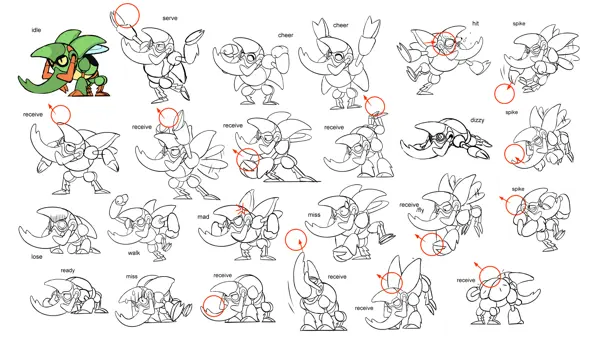 idle
serve
cheer
cheer
hit
spike
receive
receive
receive
receive
dizzy
spike
lose
walk
mad
miss
receive
fly
spike
ready
miss
receive
receive
receive
receive